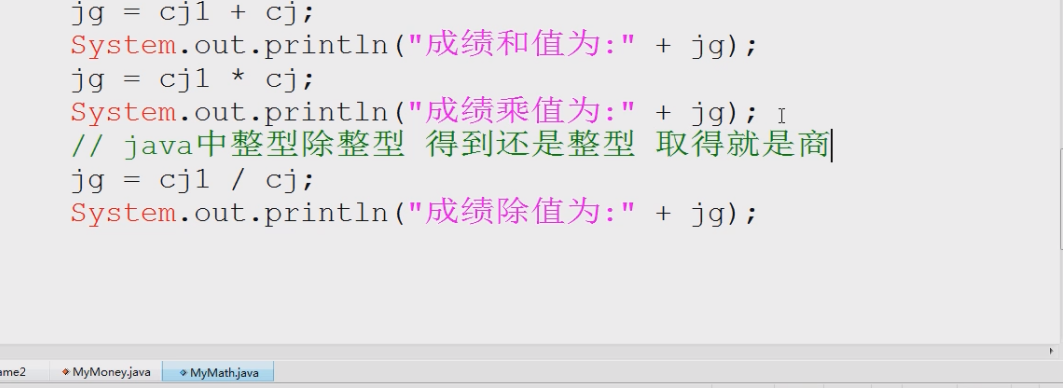 jg = cj1 + cj;
System.out.println("成绩和值为:" + jg);
jg = cj1 * cj;
System.out.println("成绩乘值为:" + jg);
// java中整型除整型 得到还是整型 取得就是商
jg = cj1 / cj;
System.out.println("成绩除值为:" + jg);
ame2 MyMoney.java MyMath.java